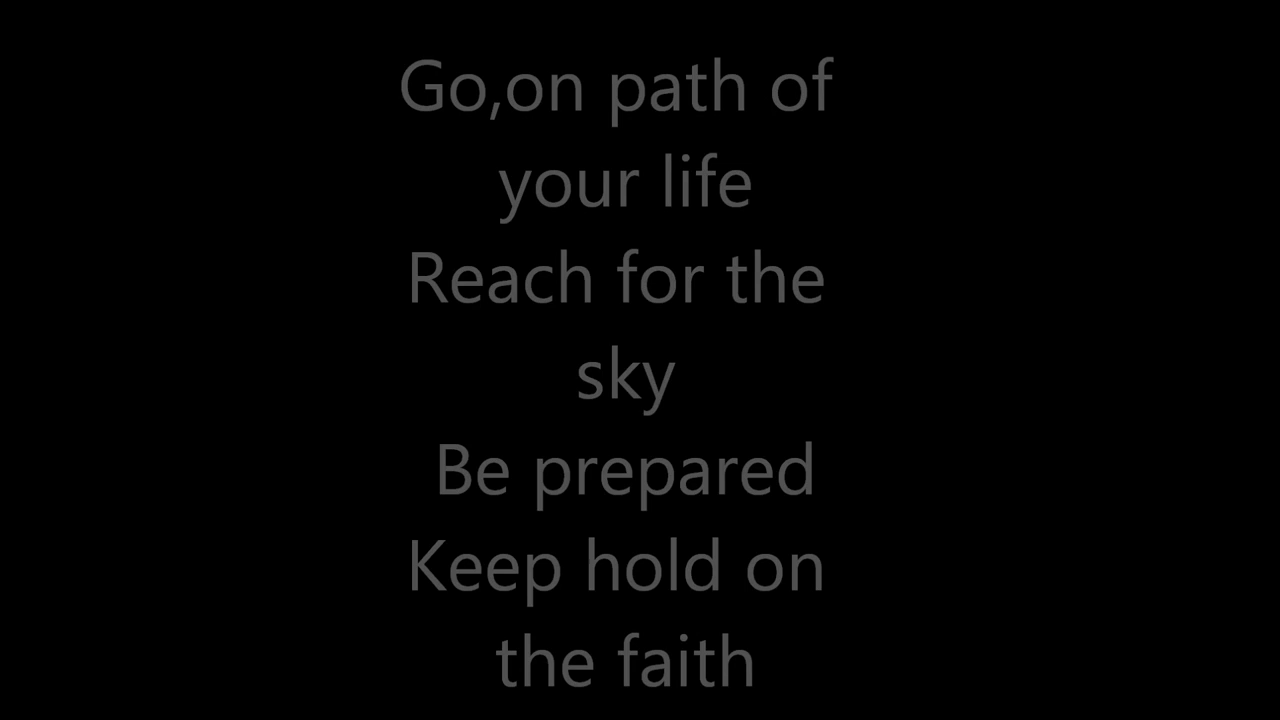 Go,on path of
your life
Reach for the
sky
Be prepared
Keep hold on
the faith